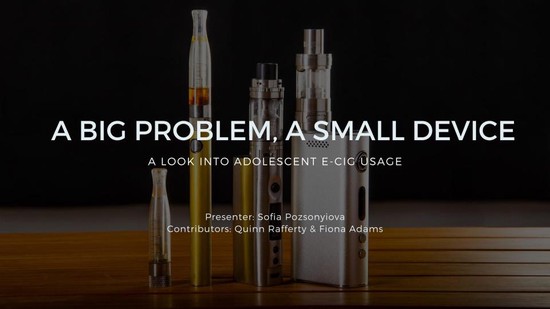 A BIG PROBLEM, A SMALL DEVICE
A LOOK INTO ADOLESCENT E-CIG USAGE
Presenter: Sofia Pozsonyiova
Contributors: Quinn Rafferty & Fiona Adams